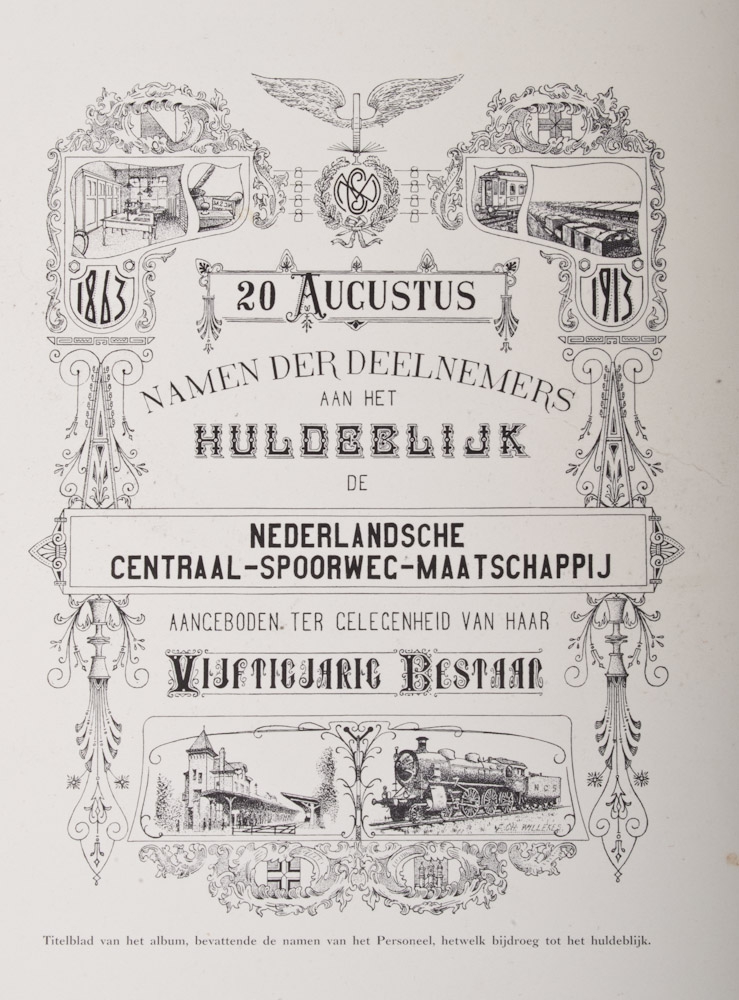 1863
1913
20 AUGUSTUS
NAMEN DER DEELNEMERS
AAN HET
HULDEBLIJK
DE
NEDERLANDSCHE
CENTRAAL-SPOORWEG-MAATSCHAPPIJ
AANGEBODEN TER GELEGENHEID VAN HAAR
VIJFTIGJARIG BESTAAN
N C S
Titelblad van het album, bevattende de namen van het Personeel, hetwelk bijdroeg tot het huldeblijk.